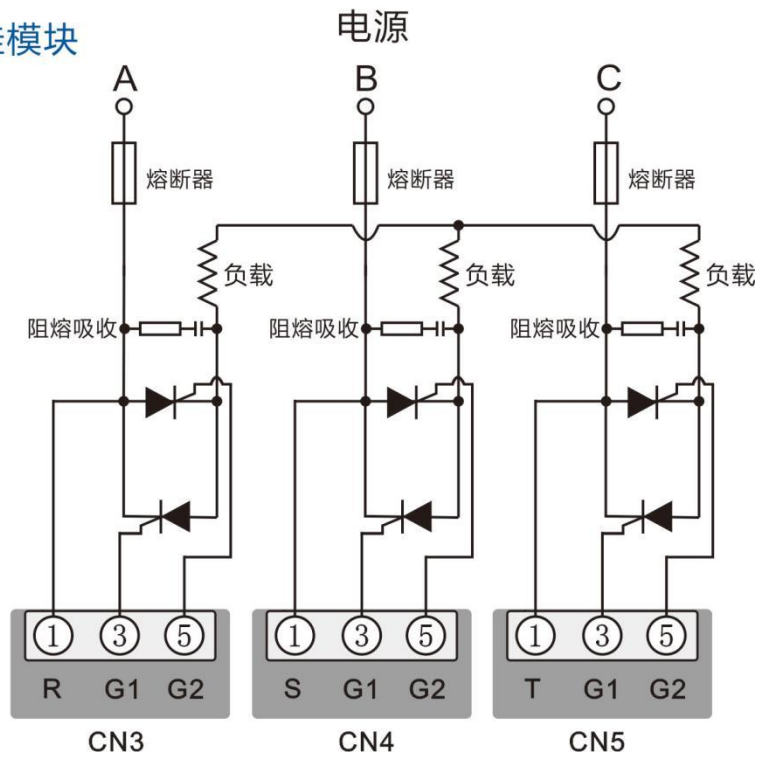 模块
电源
A B C
熔断器 熔断器 熔断器
负载 负载 负载
阻熔吸收 阻熔吸收 阻熔吸收
① ③ ⑤ ① ③ ⑤ ① ③ ⑤
R G1 G2 S G1 G2 T G1 G2
CN3 CN4 CN5